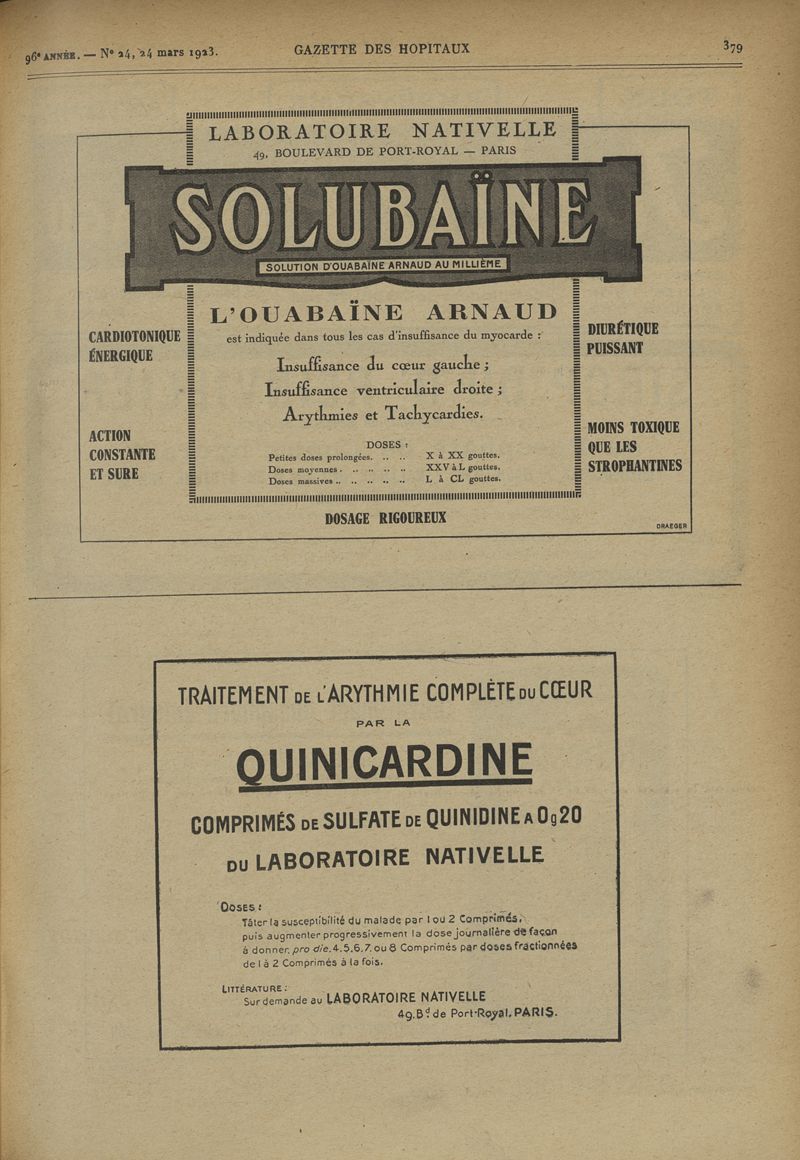 96e ANNÉE. — No 24, 24 mars 1923.
GAZETTE DES HOPITAUX
379
LABORATOIRE NATIVELLE
49, BOULEVARD DE PORT-ROYAL — PARIS
SOLUBAÏNE
SOLUTION D'OUABAÏNE ARNAUD AU MILLIÈME
L'OUABAÏNE ARNAUD
est indiquée dans tous les cas d'insuffisance du myocarde :
Insuffisance du cœur gauche ;
Insuffisance ventriculaire droite ;
Arythmies et Tachycardies.
DOSES :
Petites doses prolongées. .. .. X à XX gouttes.
Doses moyennes . .. .. .. .. XXV à L gouttes.
Doses massives .. .. .. .. .. L à CL gouttes.
CARDIOTONIQUE
ÉNERGIQUE
ACTION
CONSTANTE
ET SURE
DIURÉTIQUE
PUISSANT
MOINS TOXIQUE
QUE LES
STROPHANTINES
DOSAGE RIGOUREUX
DRAEGER
TRAITEMENT DE L'ARYTHMIE COMPLÈTE DU CŒUR
PAR LA
QUINICARDINE
COMPRIMÉS DE SULFATE DE QUINIDINE A 0g20
DU LABORATOIRE NATIVELLE
DOSES :
Tâter la susceptibilité du malade par 1 ou 2 Comprimés,
puis augmenter progressivement la dose journalière de façon
à donner, pro die. 4. 5. 6. 7. ou 8 Comprimés par doses fractionnées
de 1 à 2 Comprimés à la fois.
LITTÉRATURE :
Sur demande au LABORATOIRE NATIVELLE
49. Bd. de Port-Royal. PARIS.